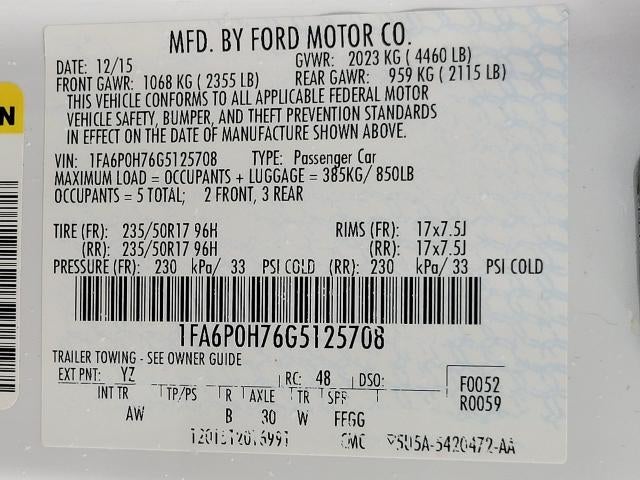 MFD. BY FORD MOTOR CO.
DATE: 12/15 GVWR: 2023 KG ( 4460 LB)
FRONT GAWR: 1068 KG ( 2355 LB) REAR GAWR: 959 KG ( 2115 LB)
THIS VEHICLE CONFORMS TO ALL APPLICABLE FEDERAL MOTOR
VEHICLE SAFETY, BUMPER, AND THEFT PREVENTION STANDARDS
IN EFFECT ON THE DATE OF MANUFACTURE SHOWN ABOVE.
VIN: 1FA6P0H76G5125708 TYPE: Passenger Car
MAXIMUM LOAD = OCCUPANTS + LUGGAGE = 385KG/ 850LB
OCCUPANTS = 5 TOTAL; 2 FRONT, 3 REAR
TIRE (FR): 235/50R17 96H RIMS (FR): 17x7.5J
(RR): 235/50R17 96H (RR): 17x7.5J
PRESSURE (FR): 230 kPa/ 33 PSI COLD (RR): 230 kPa/ 33 PSI COLD
1FA6P0H76G5125708
TRAILER TOWING - SEE OWNER GUIDE
EXT PNT: YZ RC: 48 DSO: F0052
INT TR TP/PS R AXLE TR SPR R0059
AW B 30 W FFGG
N